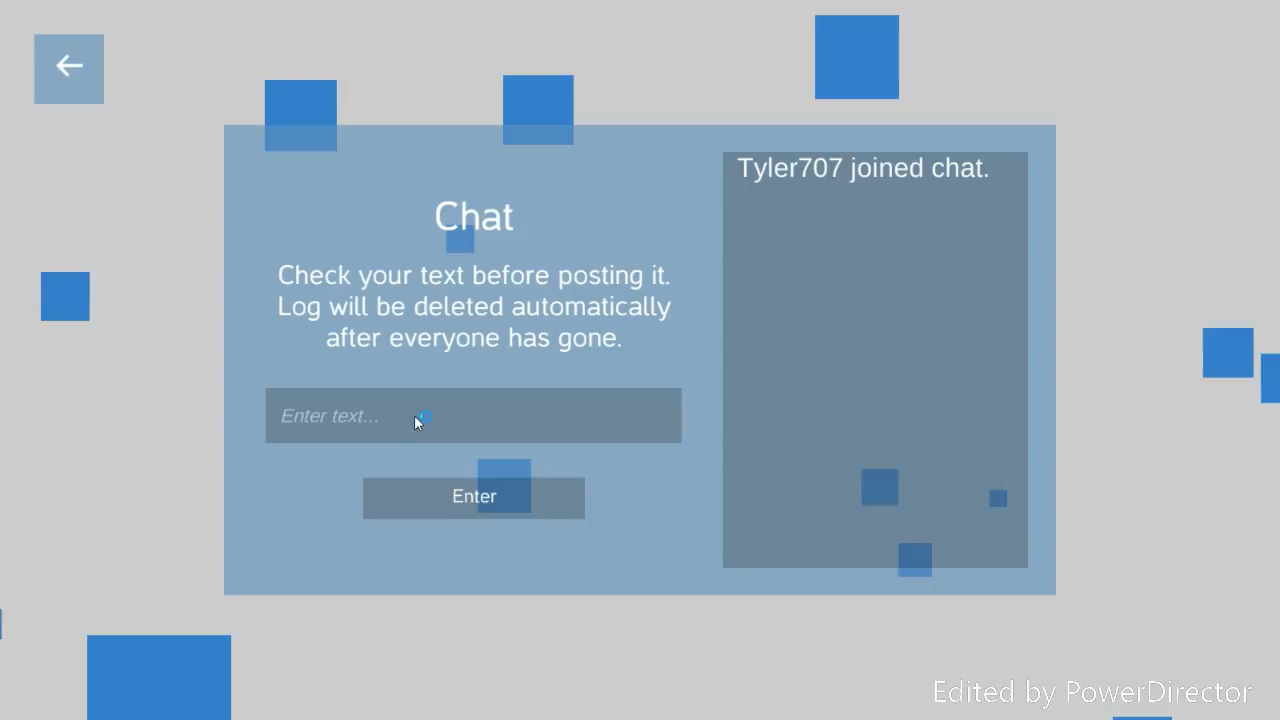 Chat
Check your text before posting it.
Log will be deleted automatically
after everyone has gone.
Enter text...
Enter
Tyler707 joined chat.
Edited by PowerDirector